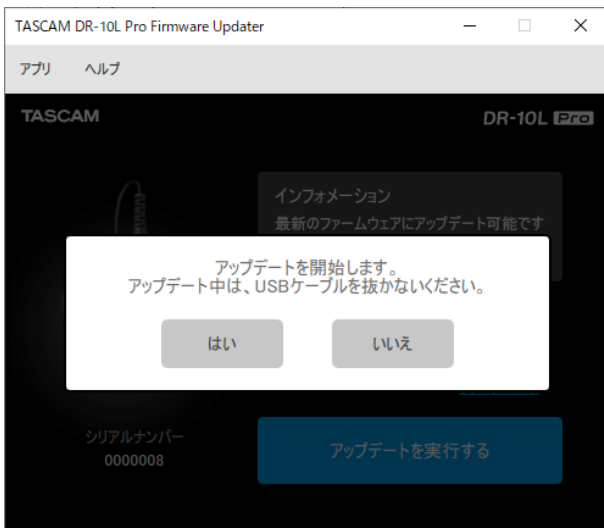 TASCAM DR-10L Pro Firmware Updater
アプリ ヘルプ
TASCAM
DR-10L Pro
インフォメーション
最新のファームウェアにアップデート可能です
アップデートを開始します。
アップデート中は、USBケーブルを抜かないください。
はい いいえ
シリアルナンバー
0000008
アップデートを実行する